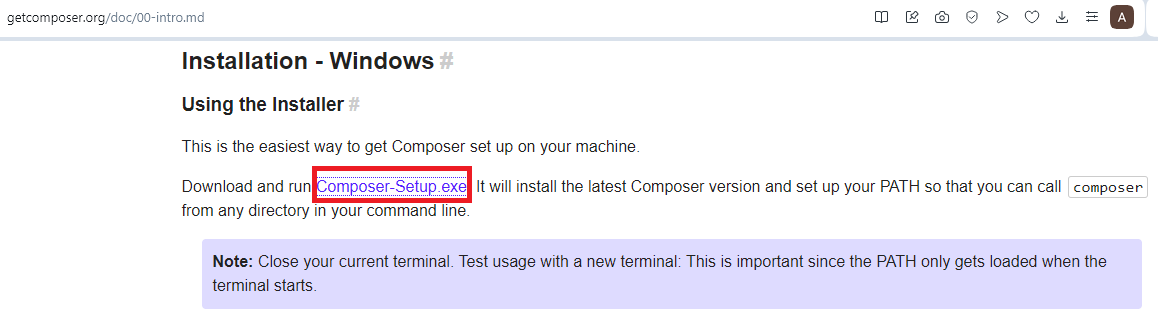 getcomposer.org/doc/00-intro.md
A
Installation - Windows #
Using the Installer #
This is the easiest way to get Composer set up on your machine.
Download and run Composer-Setup.exe. It will install the latest Composer version and set up your PATH so that you can call composer
from any directory in your command line.
Note: Close your current terminal. Test usage with a new terminal: This is important since the PATH only gets loaded when the
terminal starts.